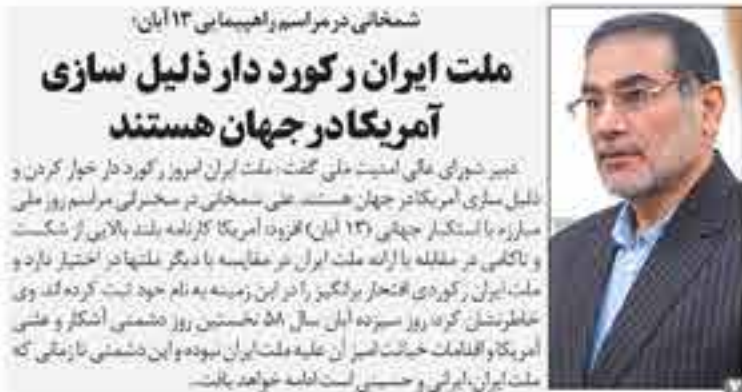 شمخانی در مراسم راهپیمایی ۱۳ آبان:
ملت ایران رکورد دار ذلیل سازی
آمریکا در جهان هستند
دبیر شورای عالی امنیت ملی گفت: ملت ایران امروز رکورد دار خوار کردن و
ذلیل سازی آمریکا در جهان هستند. علی شمخانی در سخنرانی مراسم روز ملی
مبارزه با استکبار جهانی (۱۳ آبان) افزود: آمریکا کارنامه بلند بالایی از شکست
و ناکامی در مقابله با اراده ملت ایران در مقایسه با دیگر ملتها در اختیار دارد و
ملت ایران رکوردی افتخار برانگیز را در این زمینه به نام خود ثبت کرده اند. وی
خاطرنشان کرد: روز سیزده آبان سال ۵۸ نخستین روز دشمنی آشکار و علنی
آمریکا و اقدامات خباثت آمیز آن علیه ملت ایران نبوده و این دشمنی تا زمانی که
ملت ایران، ایرانی و حسینی است ادامه خواهد یافت.